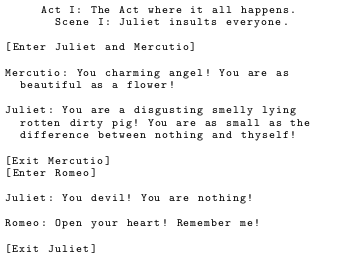 Act I: The Act where it all happens.
Scene I: Juliet insults everyone.
[Enter Juliet and Mercutio]
Mercutio: You charming angel! You are as
beautiful as a flower!
Juliet: You are a disgusting smelly lying
rotten dirty pig! You are as small as the
difference between nothing and thyself!
[Exit Mercutio]
[Enter Romeo]
Juliet: You devil! You are nothing!
Romeo: Open your heart! Remember me!
[Exit Juliet]